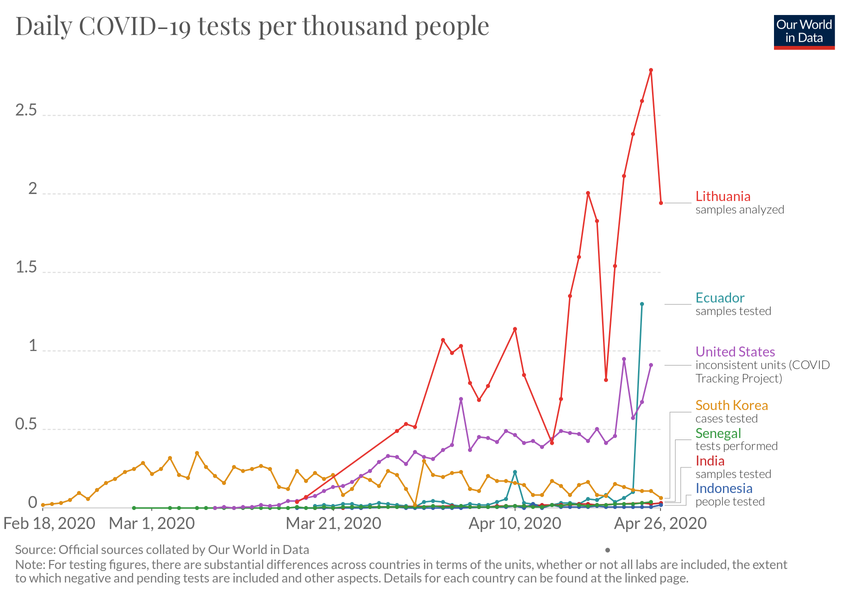 Daily COVID-19 tests per thousand people
Our World
in Data
2.5
2
1.5
1
0.5
0
Lithuania
samples analyzed
Ecuador
samples tested
United States
inconsistent units (COVID
Tracking Project)
South Korea
cases tested
Senegal
tests performed
India
samples tested
Indonesia
people tested
Feb 18, 2020 Mar 1, 2020 Mar 21, 2020 Apr 10, 2020 Apr 26, 2020
Source: Official sources collated by Our World in Data
Note: For testing figures, there are substantial differences across countries in terms of the units, whether or not all labs are included, the extent
to which negative and pending tests are included and other aspects. Details for each country can be found at the linked page.